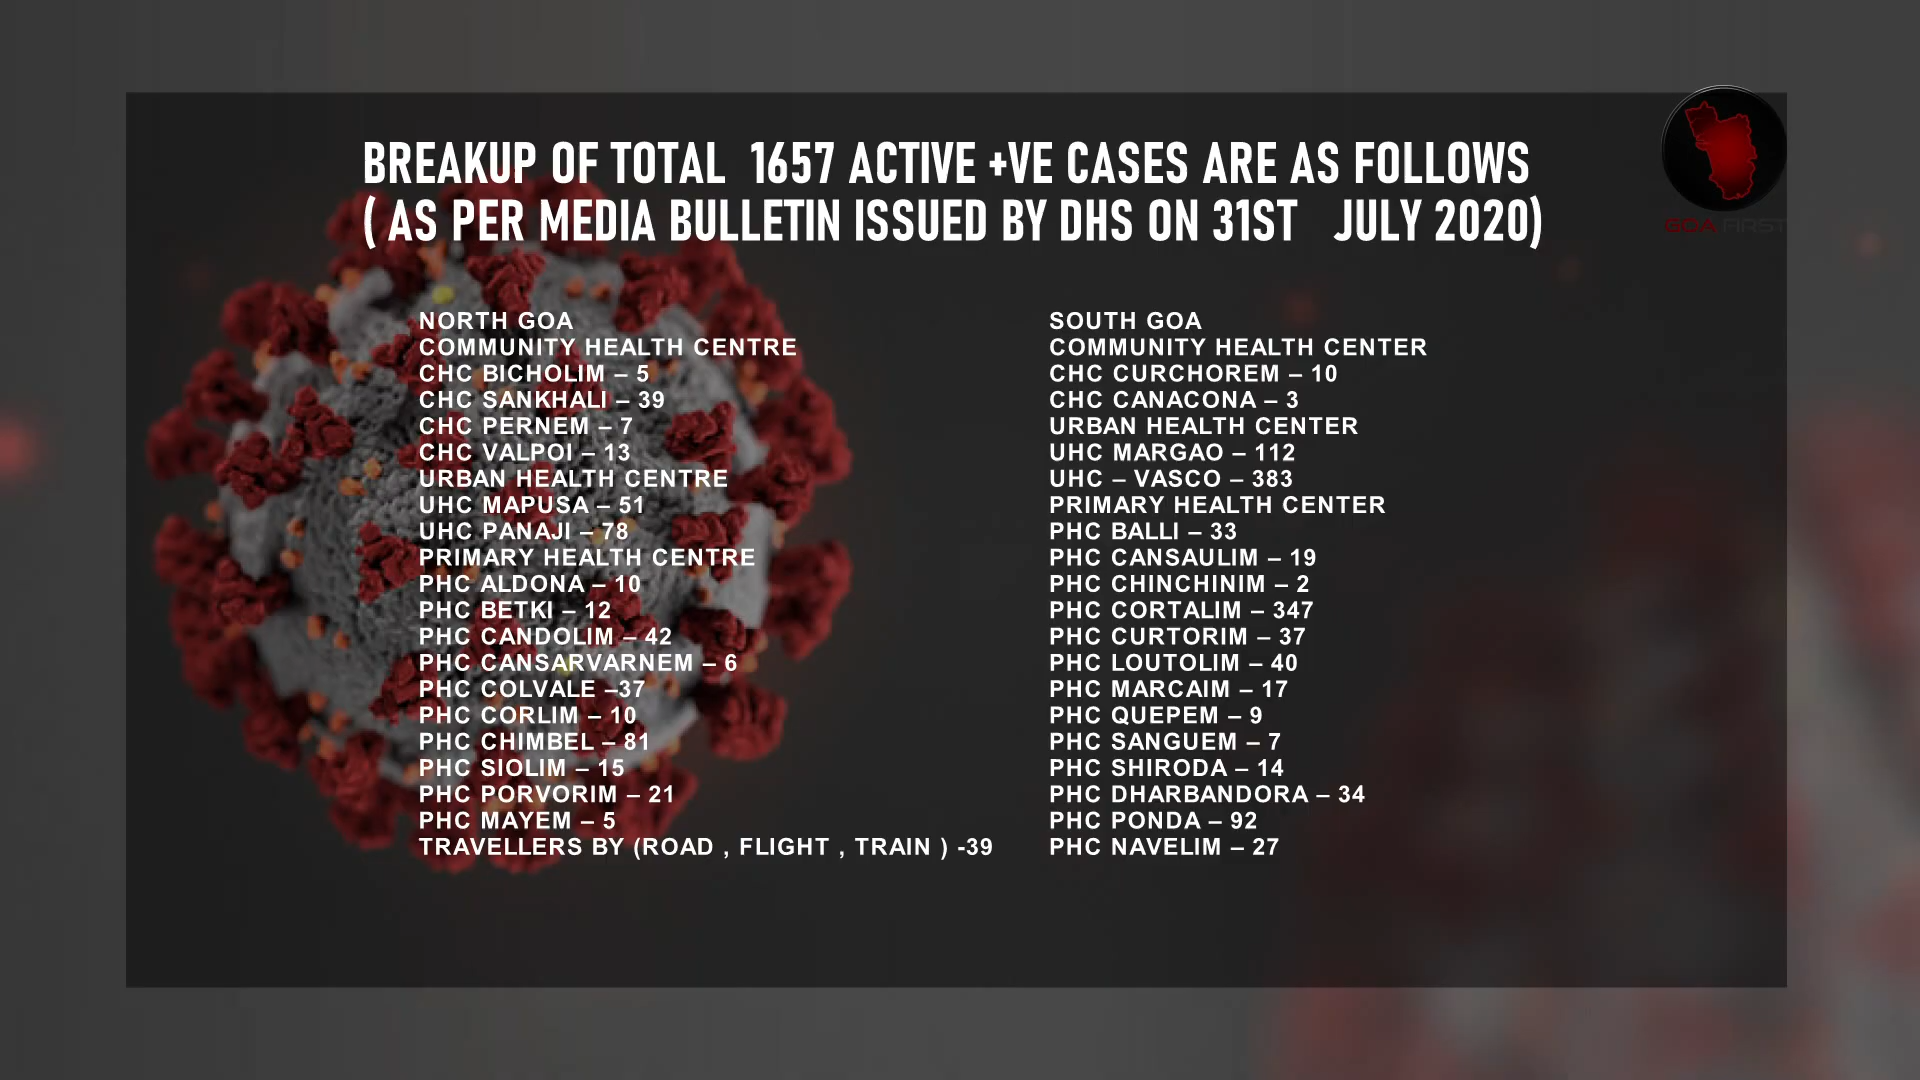 BREAKUP OF TOTAL 1657 ACTIVE +VE CASES ARE AS FOLLOWS
( AS PER MEDIA BULLETIN ISSUED BY DHS ON 31ST JULY 2020)
GOA FIRST
NORTH GOA
COMMUNITY HEALTH CENTRE
CHC BICHOLIM – 5
CHC SANKHALI – 39
CHC PERNEM – 7
CHC VALPOI – 13
URBAN HEALTH CENTRE
UHC MAPUSA – 51
UHC PANAJI – 78
PRIMARY HEALTH CENTRE
PHC ALDONA – 10
PHC BETKI – 12
PHC CANDOLIM – 42
PHC CANSARVARNEM – 6
PHC COLVALE –37
PHC CORLIM – 10
PHC CHIMBEL – 81
PHC SIOLIM – 15
PHC PORVORIM – 21
PHC MAYEM – 5
TRAVELLERS BY (ROAD , FLIGHT , TRAIN ) -39
SOUTH GOA
COMMUNITY HEALTH CENTER
CHC CURCHOREM – 10
CHC CANACONA – 3
URBAN HEALTH CENTER
UHC MARGAO – 112
UHC – VASCO – 383
PRIMARY HEALTH CENTER
PHC BALLI – 33
PHC CANSAULIM – 19
PHC CHINCHINIM – 2
PHC CORTALIM – 347
PHC CURTORIM – 37
PHC LOUTOLIM – 40
PHC MARCAIM – 17
PHC QUEPEM – 9
PHC SANGUEM – 7
PHC SHIRODA – 14
PHC DHARBANDORA – 34
PHC PONDA – 92
PHC NAVELIM – 27